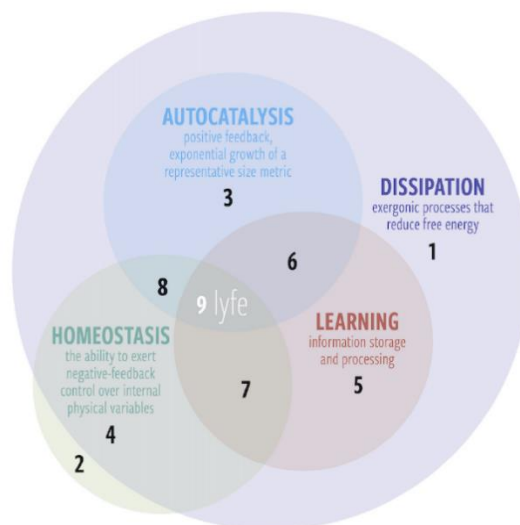 AUTOCATALYSIS
positive feedback,
exponential growth of a
representative size metric
3
DISSIPATION
exergonic processes that
reduce free energy
1
6
8
9 lyfe
LEARNING
information storage
and processing
5
HOMEOSTASIS
the ability to exert
negative-feedback
control over internal
physical variables
4
7
2